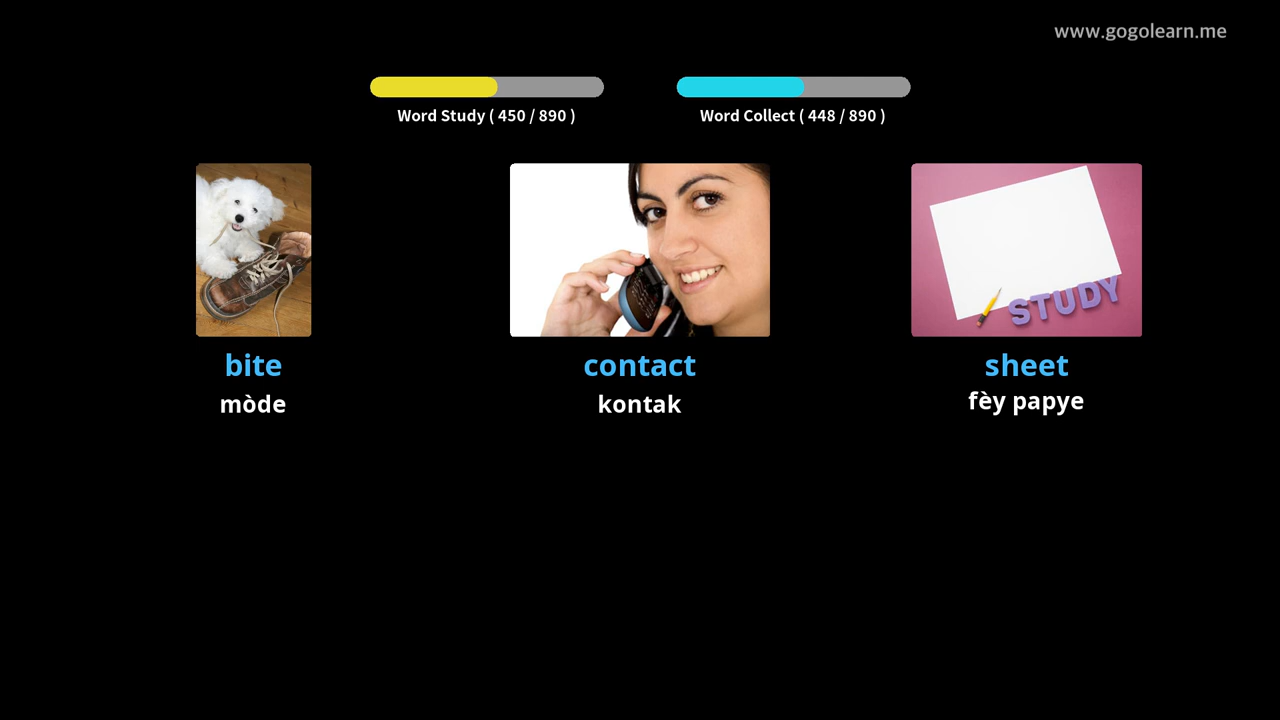 www.gogolearn.me
Word Study ( 450 / 890 )
Word Collect ( 448 / 890 )
STUDY
bite
contact
sheet
mòde
kontak
fèy papye